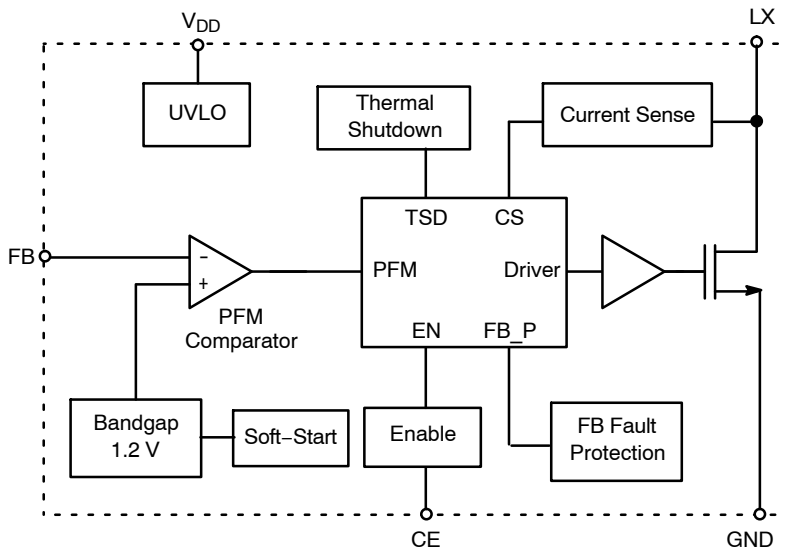 V_DD
LX
UVLO
Thermal
Shutdown
Current Sense
TSD
CS
FB
−
+
PFM
Driver
PFM
Comparator
EN
FB_P
Bandgap
1.2 V
Soft−Start
Enable
FB Fault
Protection
CE
GND